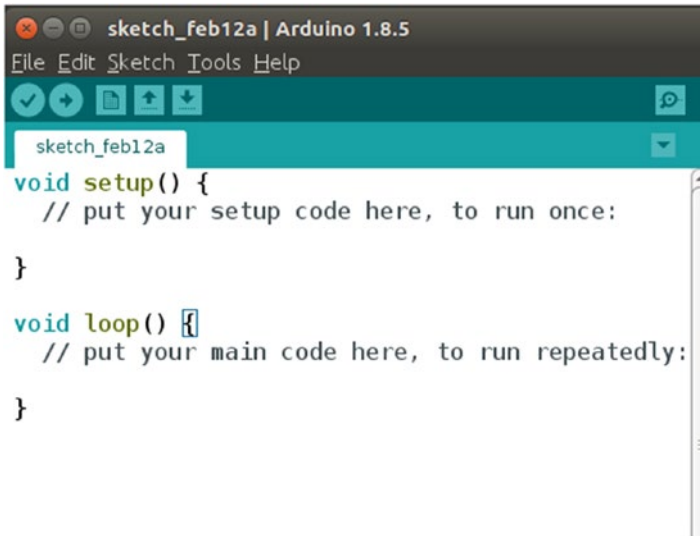 sketch_feb12a | Arduino 1.8.5
File Edit Sketch Tools Help
sketch_feb12a
void setup() {
  // put your setup code here, to run once:
}
void loop() {
  // put your main code here, to run repeatedly:
}